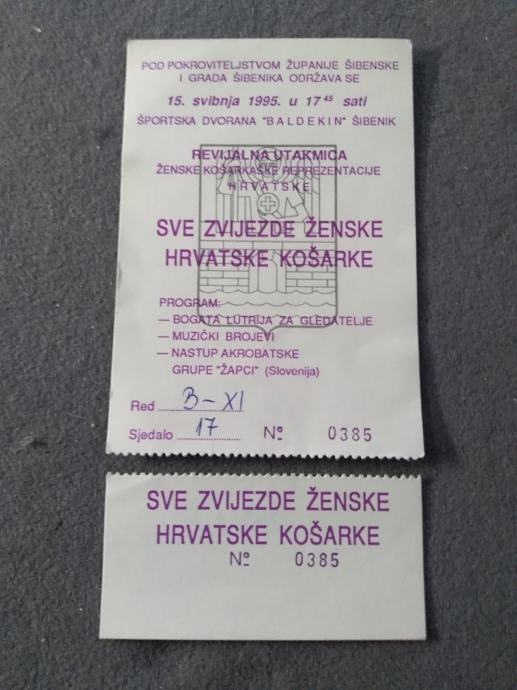 POD POKROVITELJSTVOM ŽUPANIJE ŠIBENSKE
I GRADA ŠIBENIKA ODRŽAVA SE
15. svibnja 1995. u 17 45 sati
ŠPORTSKA DVORANA "BALDEKIN" ŠIBENIK
REVIJALNA UTAKMICA
ŽENSKE KOŠARKAŠKE REPREZENTACIJE
HRVATSKE
SVE ZVIJEZDE ŽENSKE
HRVATSKE KOŠARKE
PROGRAM:
— BOGATA LUTRIJA ZA GLEDATELJE
— MUZIČKI BROJEVI
— NASTUP AKROBATSKE
GRUPE "ŽAPCI" (Slovenija)
Red B-XI
Sjedalo 17 Nº 0385
SVE ZVIJEZDE ŽENSKE
HRVATSKE KOŠARKE
Nº 0385